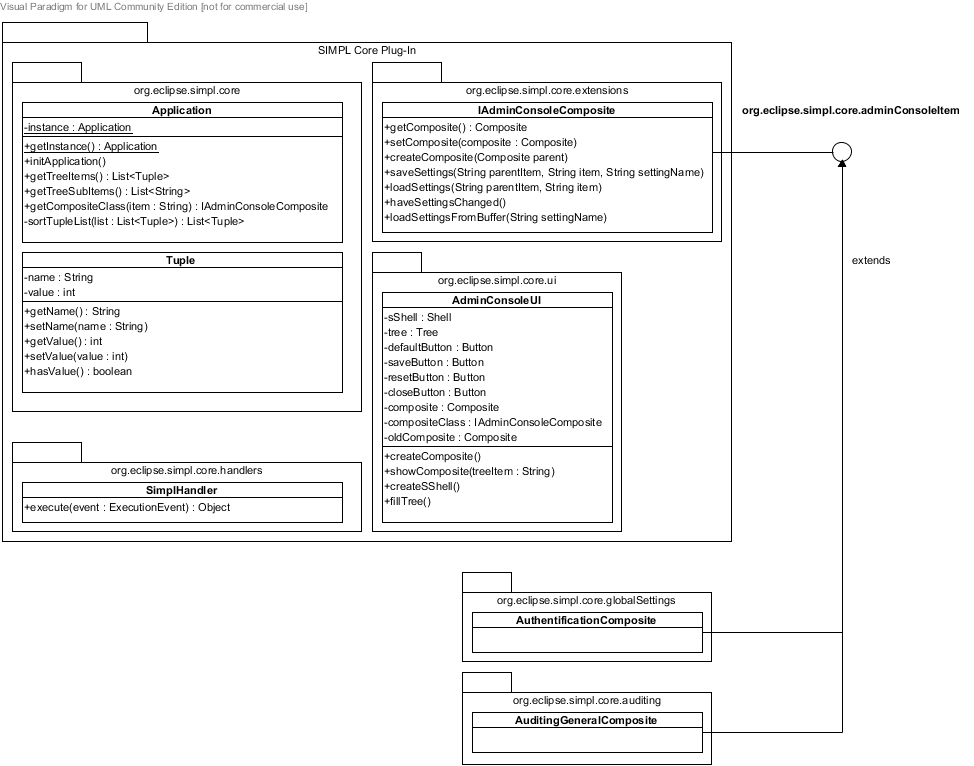 Visual Paradigm for UML Community Edition [not for commercial use]
SIMPL Core Plug-In
org.eclipse.simpl.core
Application
-instance : Application
+getInstance() : Application
+initApplication()
+getTreeItems() : List<Tuple>
+getTreeSubItems() : List<String>
+getCompositeClass(item : String) : IAdminConsoleComposite
-sortTupleList(list : List<Tuple>) : List<Tuple>
Tuple
-name : String
-value : int
+getName() : String
+setName(name : String)
+getValue() : int
+setValue(value : int)
+hasValue() : boolean
org.eclipse.simpl.core.handlers
SimplHandler
+execute(event : ExecutionEvent) : Object
org.eclipse.simpl.core.extensions
IAdminConsoleComposite
+getComposite() : Composite
+setComposite(composite : Composite)
+createComposite(Composite parent)
+saveSettings(String parentItem, String item, String settingName)
+loadSettings(String parentItem, String item)
+haveSettingsChanged()
+loadSettingsFromBuffer(String settingName)
org.eclipse.simpl.core.ui
AdminConsoleUI
-sShell : Shell
-tree : Tree
-defaultButton : Button
-saveButton : Button
-resetButton : Button
-closeButton : Button
-composite : Composite
-compositeClass : IAdminConsoleComposite
-oldComposite : Composite
+createComposite()
+showComposite(treeItem : String)
+createSShell()
+fillTree()
org.eclipse.simpl.core.adminConsoleItem
extends
org.eclipse.simpl.core.globalSettings
AuthentificationComposite
org.eclipse.simpl.core.auditing
AuditingGeneralComposite